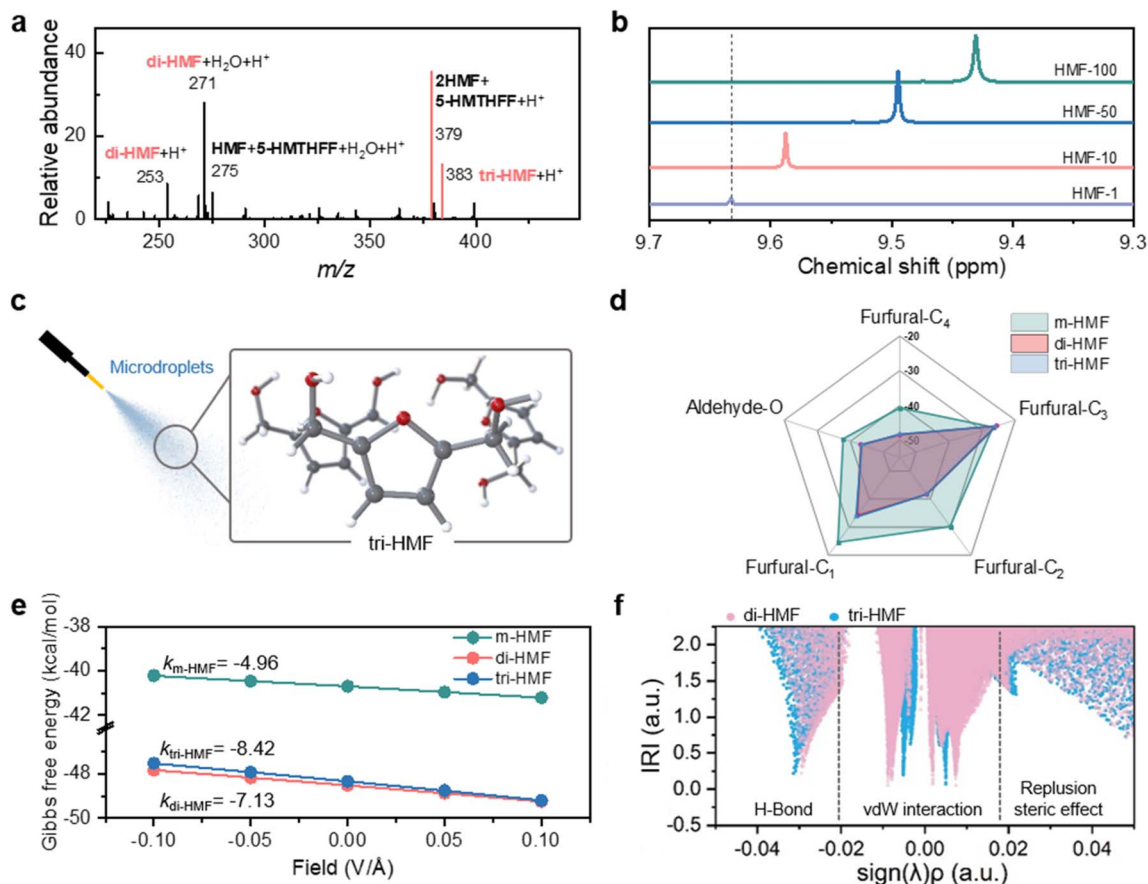 a
Relative abundance
40
20
0
di-HMF+H₂O+H⁺
271
di-HMF+H⁺
253
HMF+5-HMTHFF+H₂O+H⁺
275
2HMF+
5-HMTHFF+H⁺
379
383 tri-HMF+H⁺
250 300 350 400
m/z
b
HMF-100
HMF-50
HMF-10
HMF-1
9.7 9.6 9.5 9.4 9.3
Chemical shift (ppm)
c
Microdroplets
tri-HMF
d
m-HMF
di-HMF
tri-HMF
Furfural-C₄
-20
-30
-40
-50
Aldehyde-O
Furfural-C₃
Furfural-C₁
Furfural-C₂
e
Gibbs free energy (kcal/mol)
-38
-40
-42
-48
-50
m-HMF
di-HMF
tri-HMF
km-HMF= -4.96
ktri-HMF= -8.42
kdi-HMF= -7.13
-0.10 -0.05 0.00 0.05 0.10
Field (V/Å)
f
di-HMF tri-HMF
IRI (a.u.)
2.0
1.5
1.0
0.5
0.0
-0.5
H-Bond
vdW interaction
Replusion
steric effect
-0.04 -0.02 0.00 0.02 0.04
sign(λ)ρ (a.u.)